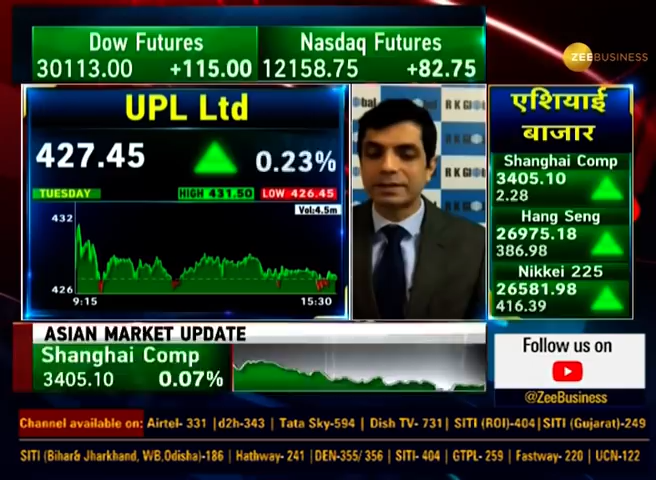 Dow Futures
30113.00 +115.00
Nasdaq Futures
12158.75 +82.75
ZEE BUSINESS
UPL Ltd
427.45 0.23%
TUESDAY HIGH 431.50 LOW 426.45
Vol:4.5m
432
426
9:15 15:30
R K GL
R K GL
R K GL
एशियाई
बाजार
Shanghai Comp
3405.10
2.28
Hang Seng
26975.18
386.98
Nikkei 225
26581.98
416.39
ASIAN MARKET UPDATE
Shanghai Comp
3405.10 0.07%
Follow us on
@ZeeBusiness
Channel available on: Airtel- 331 | d2h-343 | Tata Sky-594 | Dish TV- 731 | SITI (ROI)-404 | SITI (Gujarat)-249
SITI (Bihar & Jharkhand, WB,Odisha)-186 | Hathway- 241 | DEN-355/ 356 | SITI- 404 | GTPL- 259 | Fastway- 220 | UCN-122